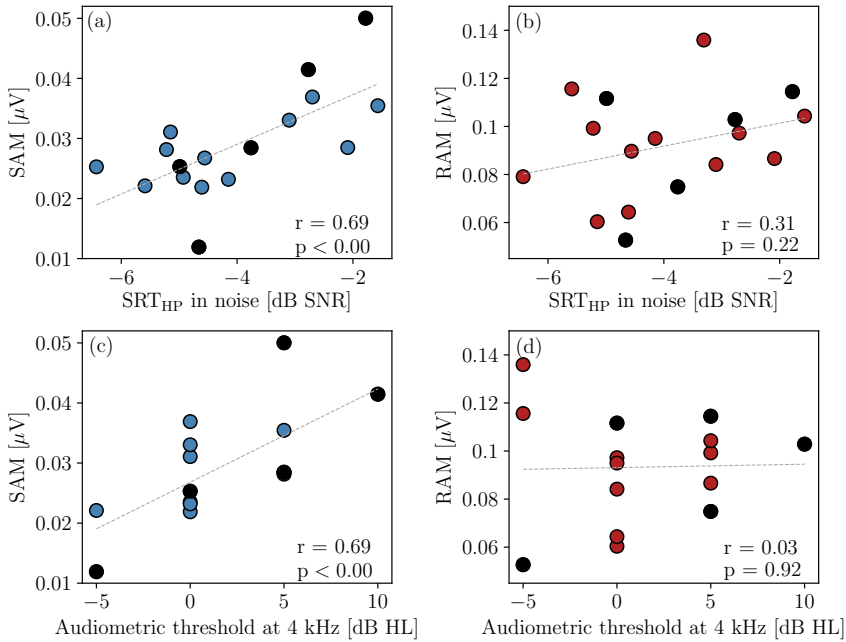 (a)
SAM [μV]
0.05
0.04
0.03
0.02
0.01
r = 0.69
p < 0.00
−6
−4
−2
SRT_HP in noise [dB SNR]
(b)
RAM [μV]
0.14
0.12
0.1
0.08
0.06
r = 0.31
p = 0.22
−6
−4
−2
SRT_HP in noise [dB SNR]
(c)
SAM [μV]
0.05
0.04
0.03
0.02
0.01
r = 0.69
p < 0.00
−5
0
5
10
Audiometric threshold at 4 kHz [dB HL]
(d)
RAM [μV]
0.14
0.12
0.1
0.08
0.06
r = 0.03
p = 0.92
−5
0
5
10
Audiometric threshold at 4 kHz [dB HL]